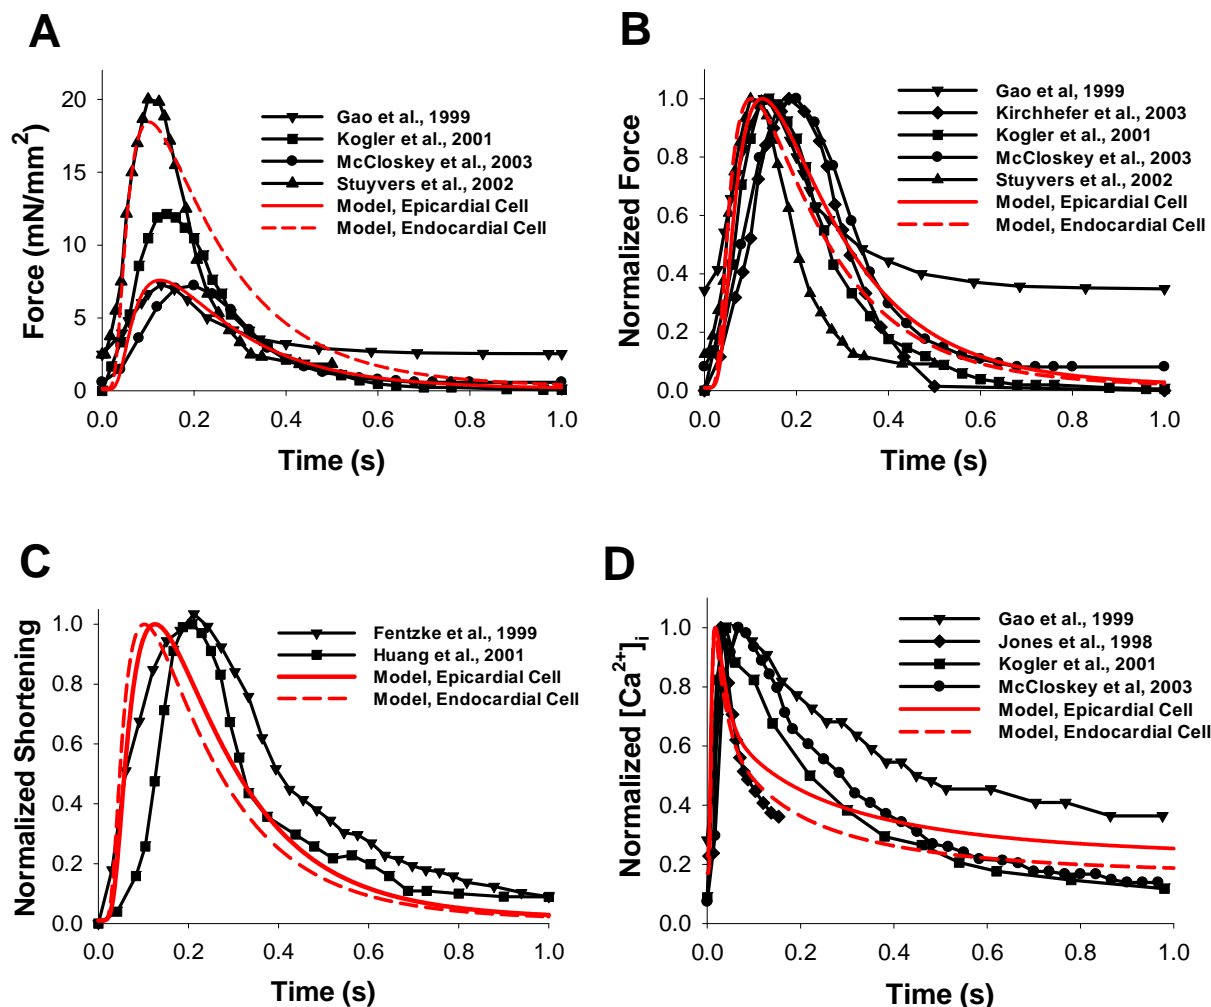 A
Force (mN/mm2)
20
15
10
5
0
0.0 0.2 0.4 0.6 0.8 1.0
Time (s)
Gao et al., 1999
Kogler et al., 2001
McCloskey et al., 2003
Stuyvers et al., 2002
Model, Epicardial Cell
Model, Endocardial Cell
B
Normalized Force
1.0
0.8
0.6
0.4
0.2
0.0
0.0 0.2 0.4 0.6 0.8 1.0
Time (s)
Gao et al, 1999
Kirchhefer et al, 2003
Kogler et al, 2001
McCloskey et al, 2003
Stuyvers et al., 2002
Model, Epicardial Cell
Model, Endocardial Cell
C
Normalized Shortening
1.0
0.8
0.6
0.4
0.2
0.0
0.0 0.2 0.4 0.6 0.8 1.0
Time (s)
Fentzke et al., 1999
Huang et al., 2001
Model, Epicardial Cell
Model, Endocardial Cell
D
Normalized [Ca2+]i
1.0
0.8
0.6
0.4
0.2
0.0
0.0 0.2 0.4 0.6 0.8 1.0
Time (s)
Gao et al., 1999
Jones et al., 1998
Kogler et al., 2001
McCloskey et al, 2003
Model, Epicardial Cell
Model, Endocardial Cell